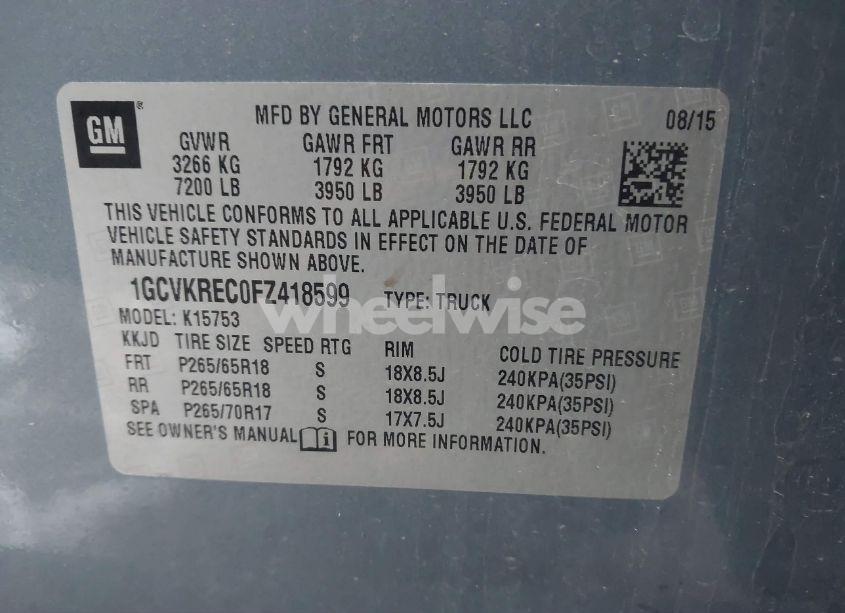 GM ®
MFD BY GENERAL MOTORS LLC 08/15
GVWR GAWR FRT GAWR RR
3266 KG 1792 KG 1792 KG
7200 LB 3950 LB 3950 LB
THIS VEHICLE CONFORMS TO ALL APPLICABLE U.S. FEDERAL MOTOR
VEHICLE SAFETY STANDARDS IN EFFECT ON THE DATE OF
MANUFACTURE SHOWN ABOVE.
1GCVKREC0FZ418599 TYPE: TRUCK
wheelwise
MODEL: K15753
KKJD TIRE SIZE SPEED RTG RIM COLD TIRE PRESSURE
FRT P265/65R18 S 18X8.5J 240KPA(35PSI)
RR P265/65R18 S 18X8.5J 240KPA(35PSI)
SPA P265/70R17 S 17X7.5J 240KPA(35PSI)
SEE OWNER'S MANUAL i FOR MORE INFORMATION.